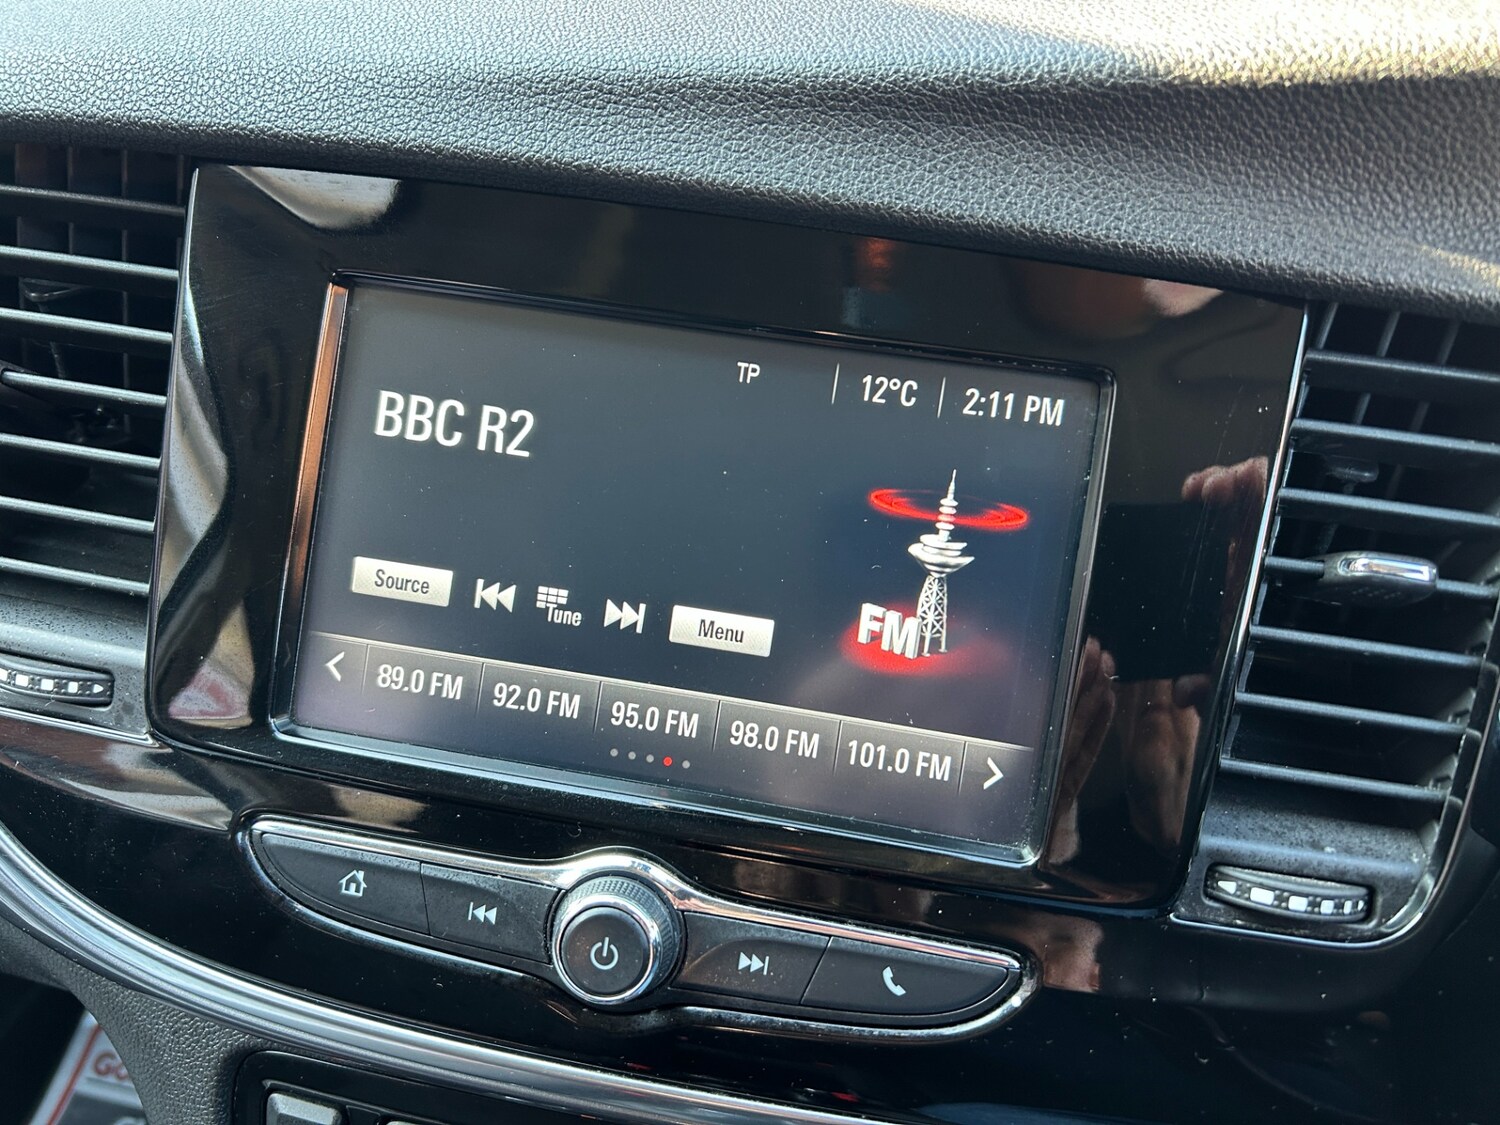 TP 12°C 2:11 PM
BBC R2
Source Tune Menu
FM
89.0 FM 92.0 FM 95.0 FM 98.0 FM 101.0 FM